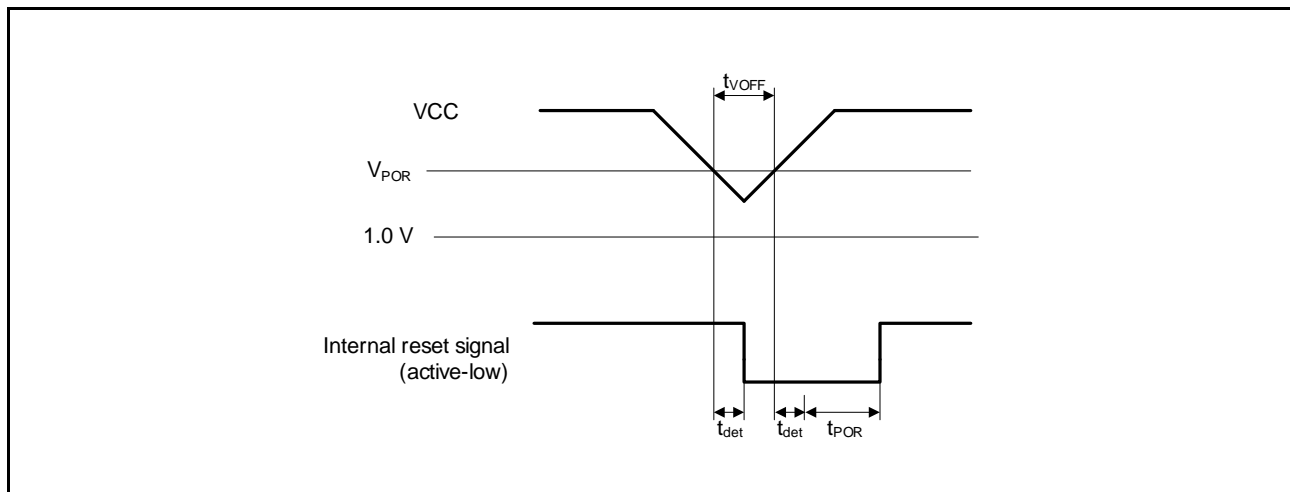 tVOFF
VCC
VPOR
1.0 V
Internal reset signal
(active-low)
tdet
tdet
tPOR